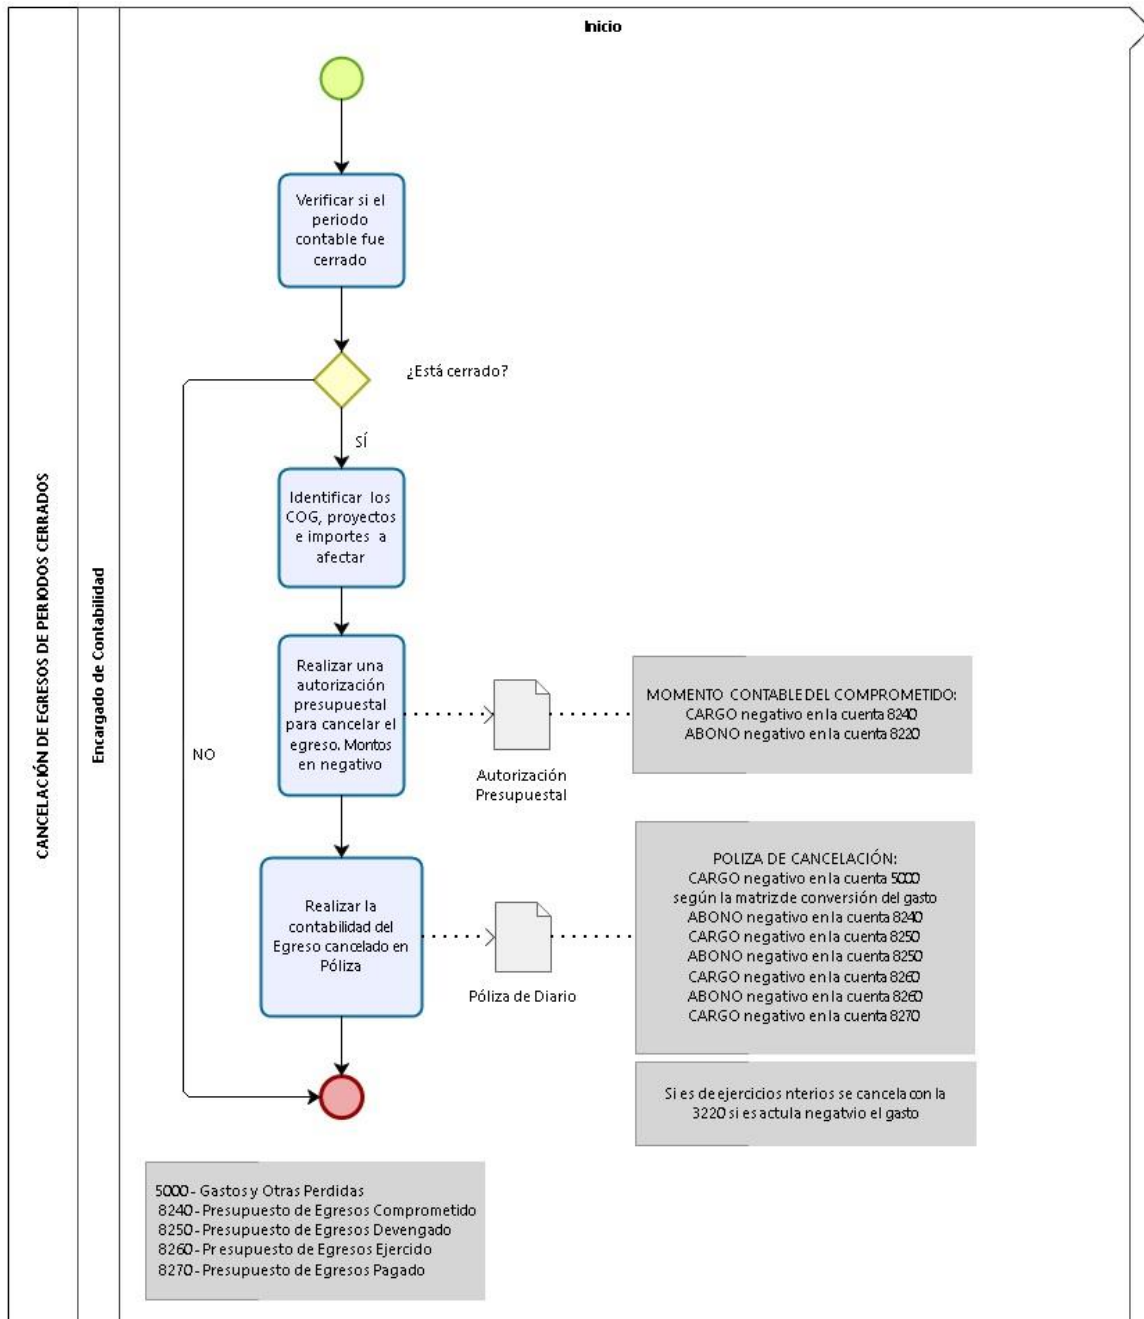 Inicio
CANCELACIÓN DE EGRESOS DE PERIODOS CERRADOS
Encargado de Contabilidad
Verificar si el
periodo
contable fue
cerrado
¿Está cerrado?
SÍ
NO
Identificar los
COG, proyectos
e importes a
afectar
Realizar una
autorización
presupuestal
para cancelar el
egreso. Montos
en negativo
Autorización
Presupuestal
MOMENTO CONTABLE DEL COMPROMETIDO:
CARGO negativo en la cuenta 8240
ABONO negativo en la cuenta 8220
Realizar la
contabilidad del
Egreso cancelado en
Póliza
Póliza de Diario
POLIZA DE CANCELACIÓN:
CARGO negativo en la cuenta 5000
según la matriz de conversión del gasto
ABONO negativo en la cuenta 8240
CARGO negativo en la cuenta 8250
ABONO negativo en la cuenta 8250
CARGO negativo en la cuenta 8260
ABONO negativo en la cuenta 8260
CARGO negativo en la cuenta 8270
Si es de ejercicios nterios se cancela con la
3220 si es actula negatvio el gasto
5000 - Gastos y Otras Perdidas
8240 - Presupuesto de Egresos Comprometido
8250 - Presupuesto de Egresos Devengado
8260 - Presupuesto de Egresos Ejercido
8270 - Presupuesto de Egresos Pagado